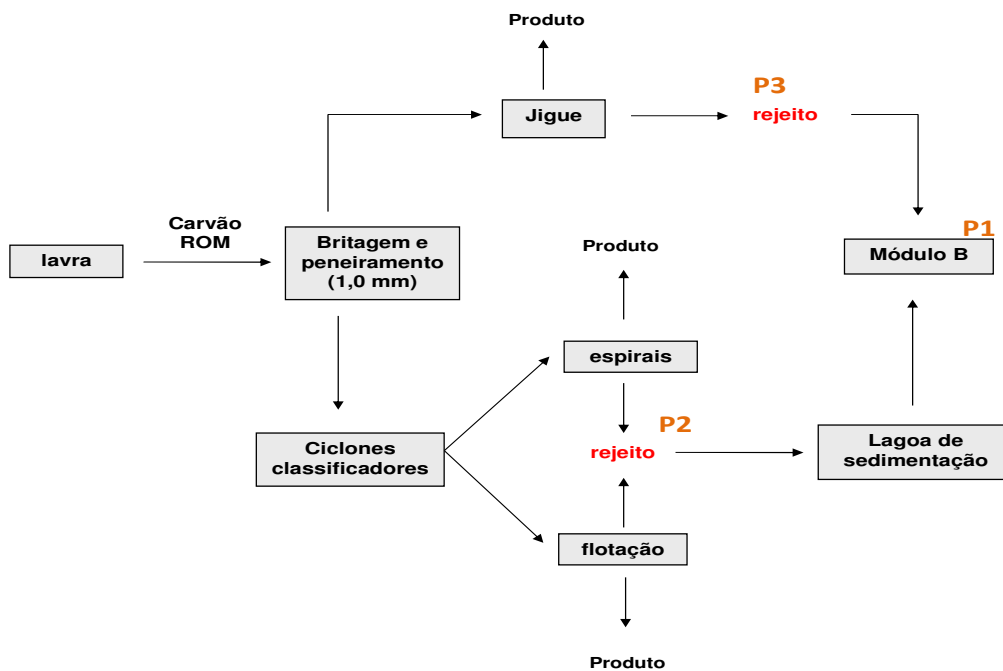 Produto
P3
Jigue
rejeito
Carvão
ROM
P1
lavra
Britagem e
peneiramento
(1,0 mm)
Produto
Módulo B
espirais
P2
Ciclones
classificadores
rejeito
Lagoa de
sedimentação
flotação
Produto